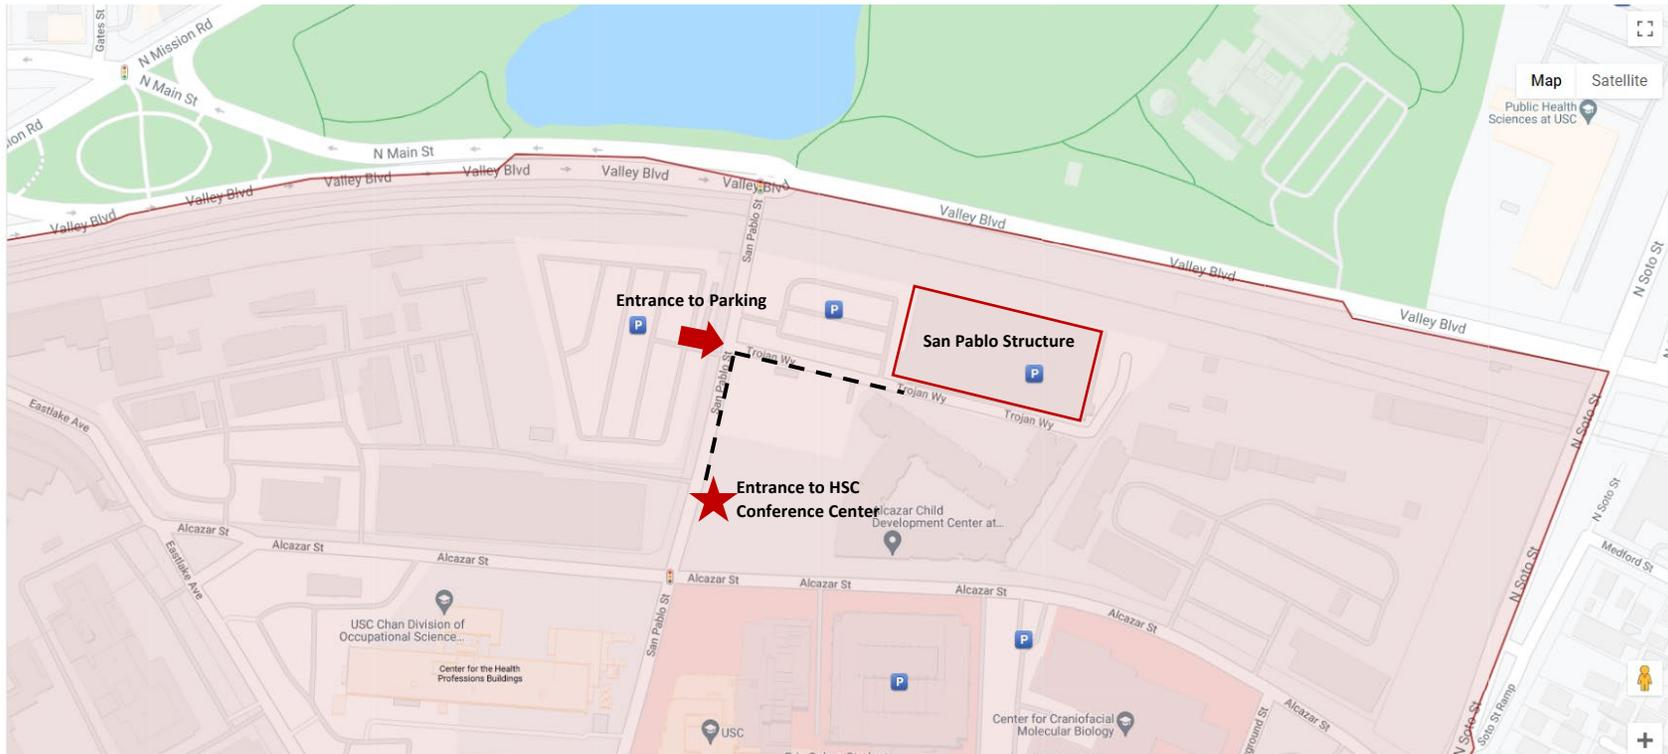 Gates St
N Mission Rd
N Main St
Map
Satellite
Public Health
Sciences at USC
ion Rd
N Main St
Valley Blvd
Valley Blvd
Valley Blvd
Valley Blvd
Valley Blvd
Valley Blvd
Valley Blvd
Valley Blvd
Valley Blvd
San Pablo St
N Soto St
Entrance to Parking
P
P
San Pablo Structure
P
Trojan Wy
Trojan Wy
Trojan Wy
San Pablo St
Eastlake Ave
N Soto St
Entrance to HSC
Conference Center
lcazar Child
Development Center at...
N Soto St
Alcazar St
Alcazar St
Alcazar St
Alcazar St
Alcazar St
Alcazar St
Alcazar St
Alcazar St
Eastlake Ave
Medford St
N Soto St
USC Chan Division of
Occupational Science...
San Pablo St
P
Center for the Health
Professions Buildings
P
USC
Center for Craniofacial
Molecular Biology
ground St
N Soto St
Soto St Ramp